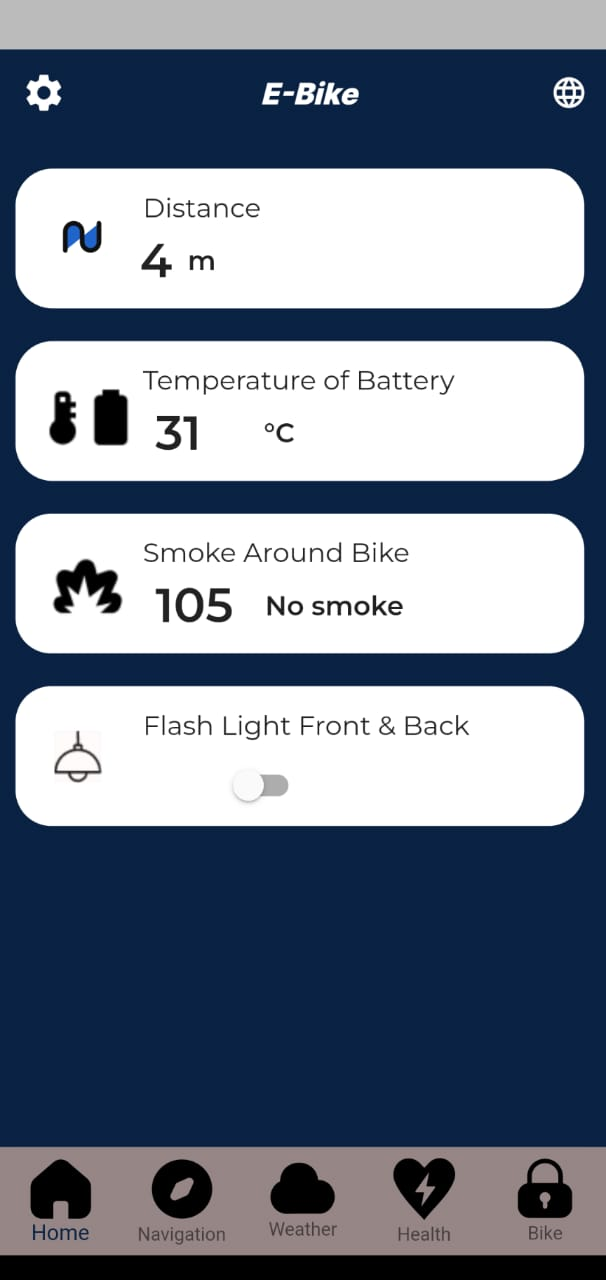 E-Bike
Distance
4 m
Temperature of Battery
31 °C
Smoke Around Bike
105 No smoke
Flash Light Front & Back
Home Navigation Weather Health Bike